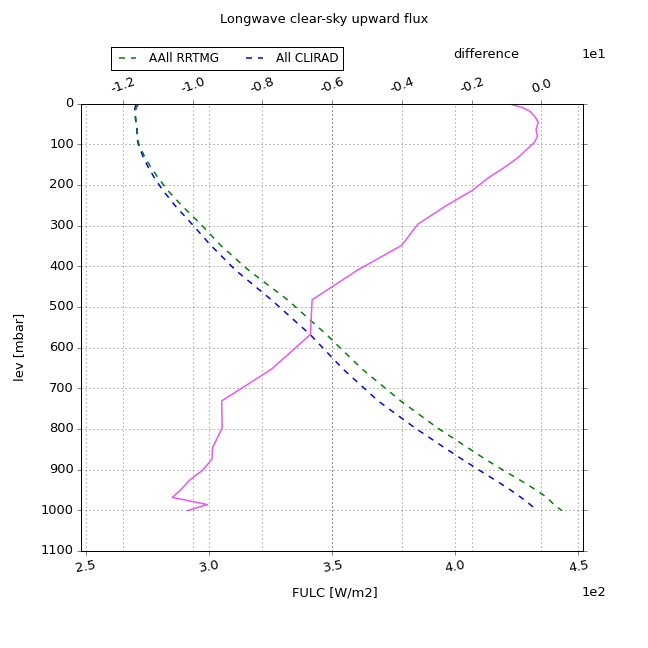 Longwave clear-sky upward flux
AAll RRTMG All CLIRAD difference 1e1
-1.2 -1.0 -0.8 -0.6 -0.4 -0.2 0.0
0
100
200
300
400
500
600
700
800
900
1000
1100
lev [mbar]
2.5 3.0 3.5 4.0 4.5
FULC [W/m2] 1e2